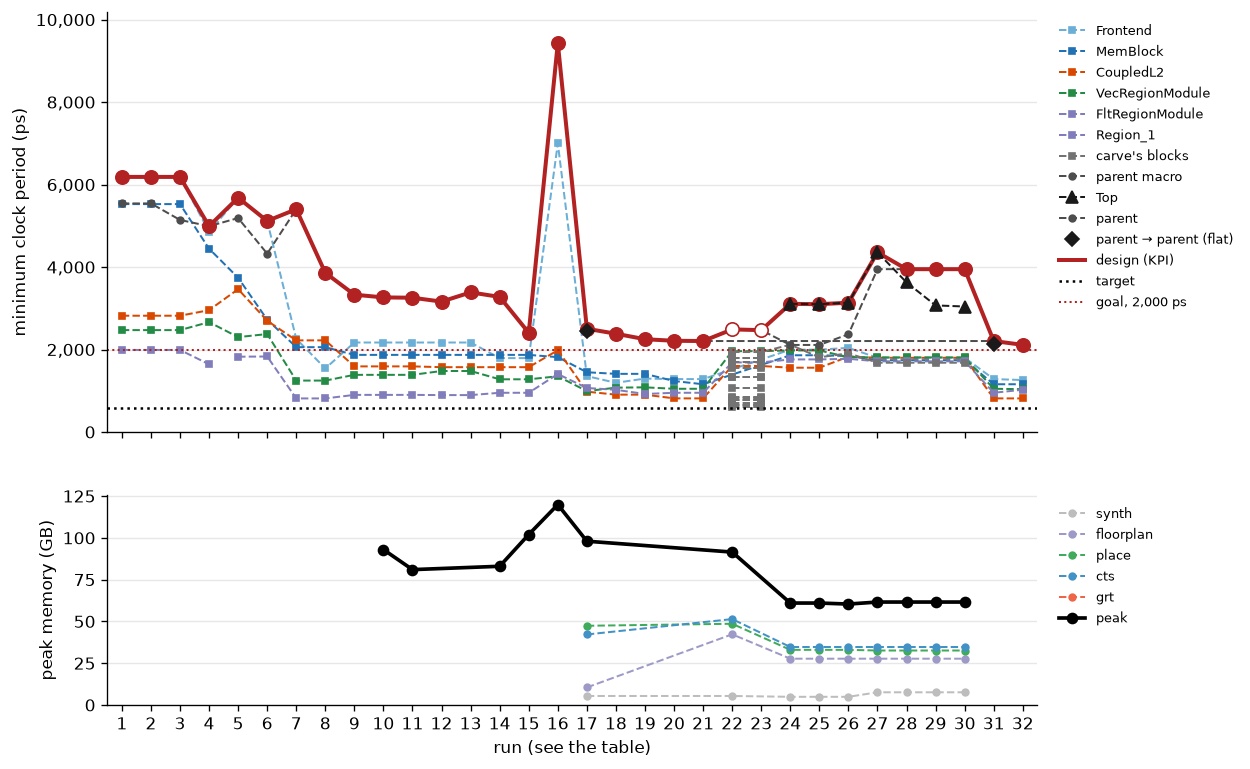 10,000
8,000
6,000
4,000
2,000
0
minimum clock period (ps)
Frontend
MemBlock
CoupledL2
VecRegionModule
FltRegionModule
Region_1
carve's blocks
parent macro
Top
parent
parent → parent (flat)
design (KPI)
target
goal, 2,000 ps
125
100
75
50
25
0
peak memory (GB)
synth
floorplan
place
cts
grt
peak
1 2 3 4 5 6 7 8 9 10 11 12 13 14 15 16 17 18 19 20 21 22 23 24 25 26 27 28 29 30 31 32
run (see the table)